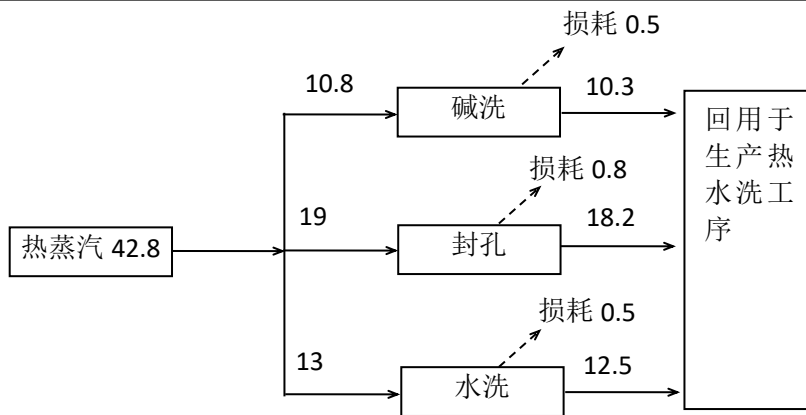 损耗 0.5
10.8
碱洗
10.3
回用于
生产热
水洗工
序
损耗 0.8
19
封孔
18.2
热蒸汽 42.8
损耗 0.5
13
水洗
12.5